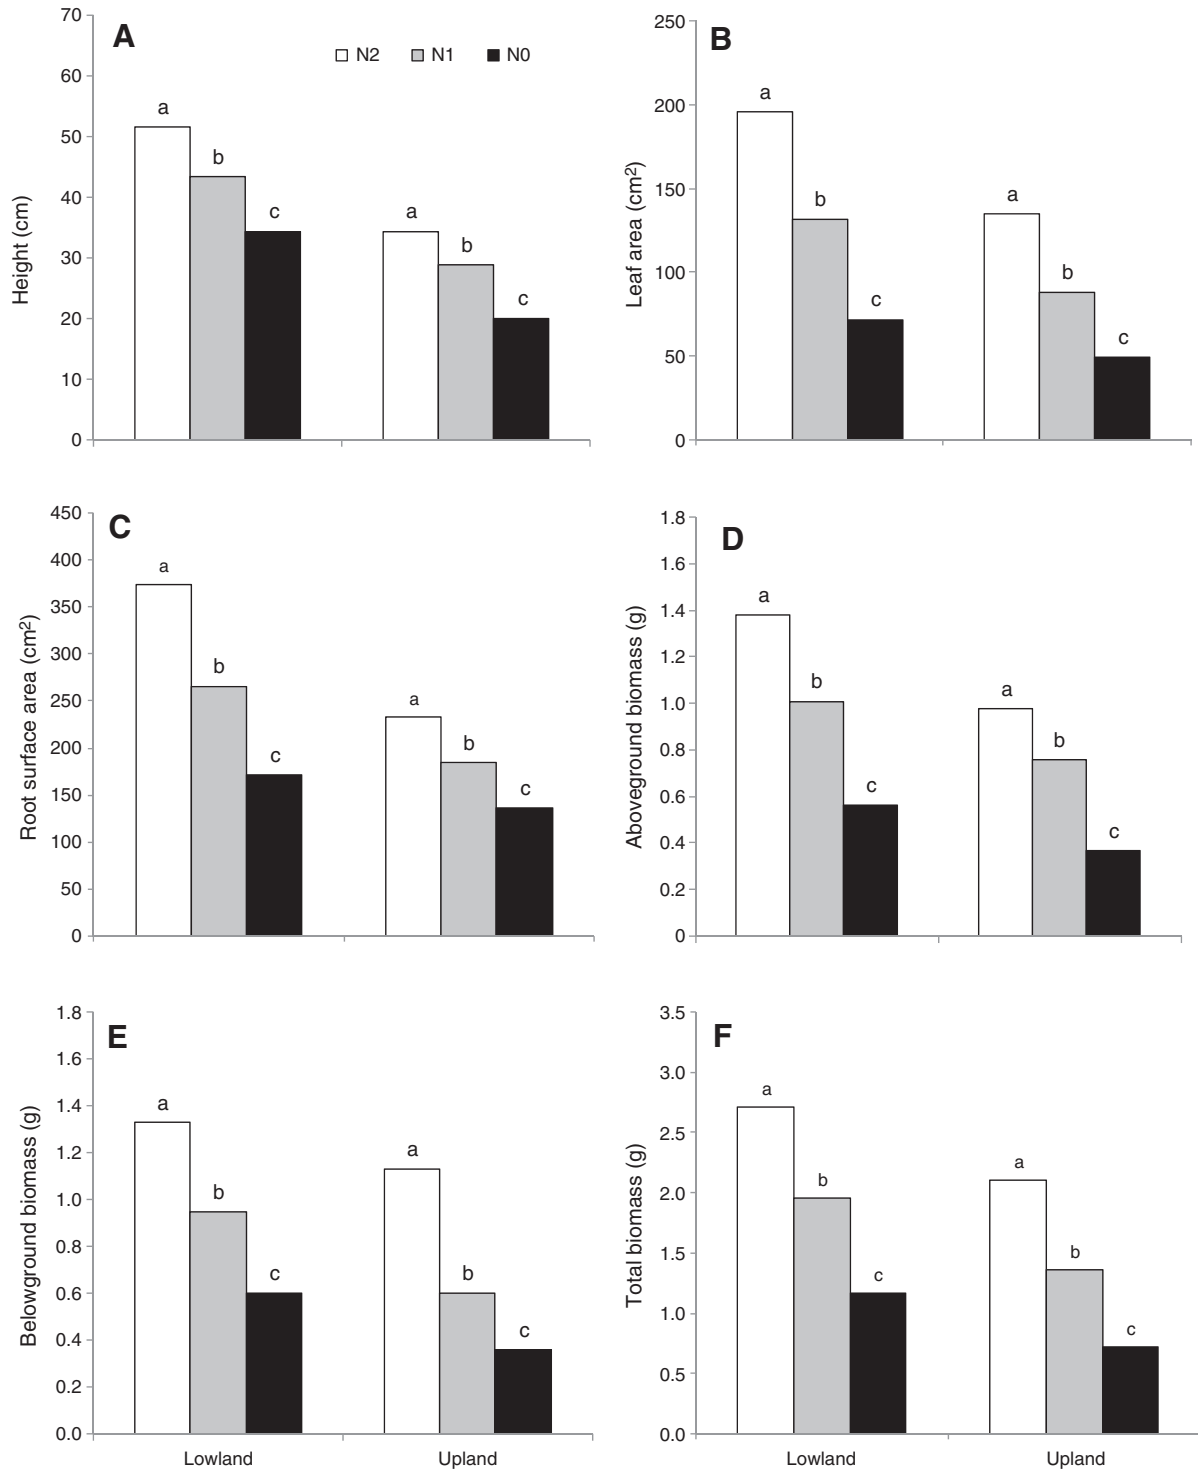 A
N2 N1 N0
Height (cm)
70
60
50
40
30
20
10
0
a
b
c
a
b
c
B
Leaf area (cm²)
250
200
150
100
50
0
a
b
c
a
b
c
C
Root surface area (cm²)
450
400
350
300
250
200
150
100
50
0
a
b
c
a
b
c
D
Aboveground biomass (g)
1.8
1.6
1.4
1.2
1.0
0.8
0.6
0.4
0.2
0
a
b
c
a
b
c
E
Belowground biomass (g)
1.8
1.6
1.4
1.2
1.0
0.8
0.6
0.4
0.2
0.0
a
b
c
a
b
c
Lowland Upland
F
Total biomass (g)
3.5
3.0
2.5
2.0
1.5
1.0
0.5
0.0
a
b
c
a
b
c
Lowland Upland